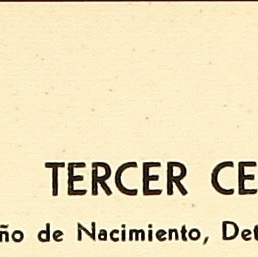 TERCER CE
ño de Nacimiento, Det